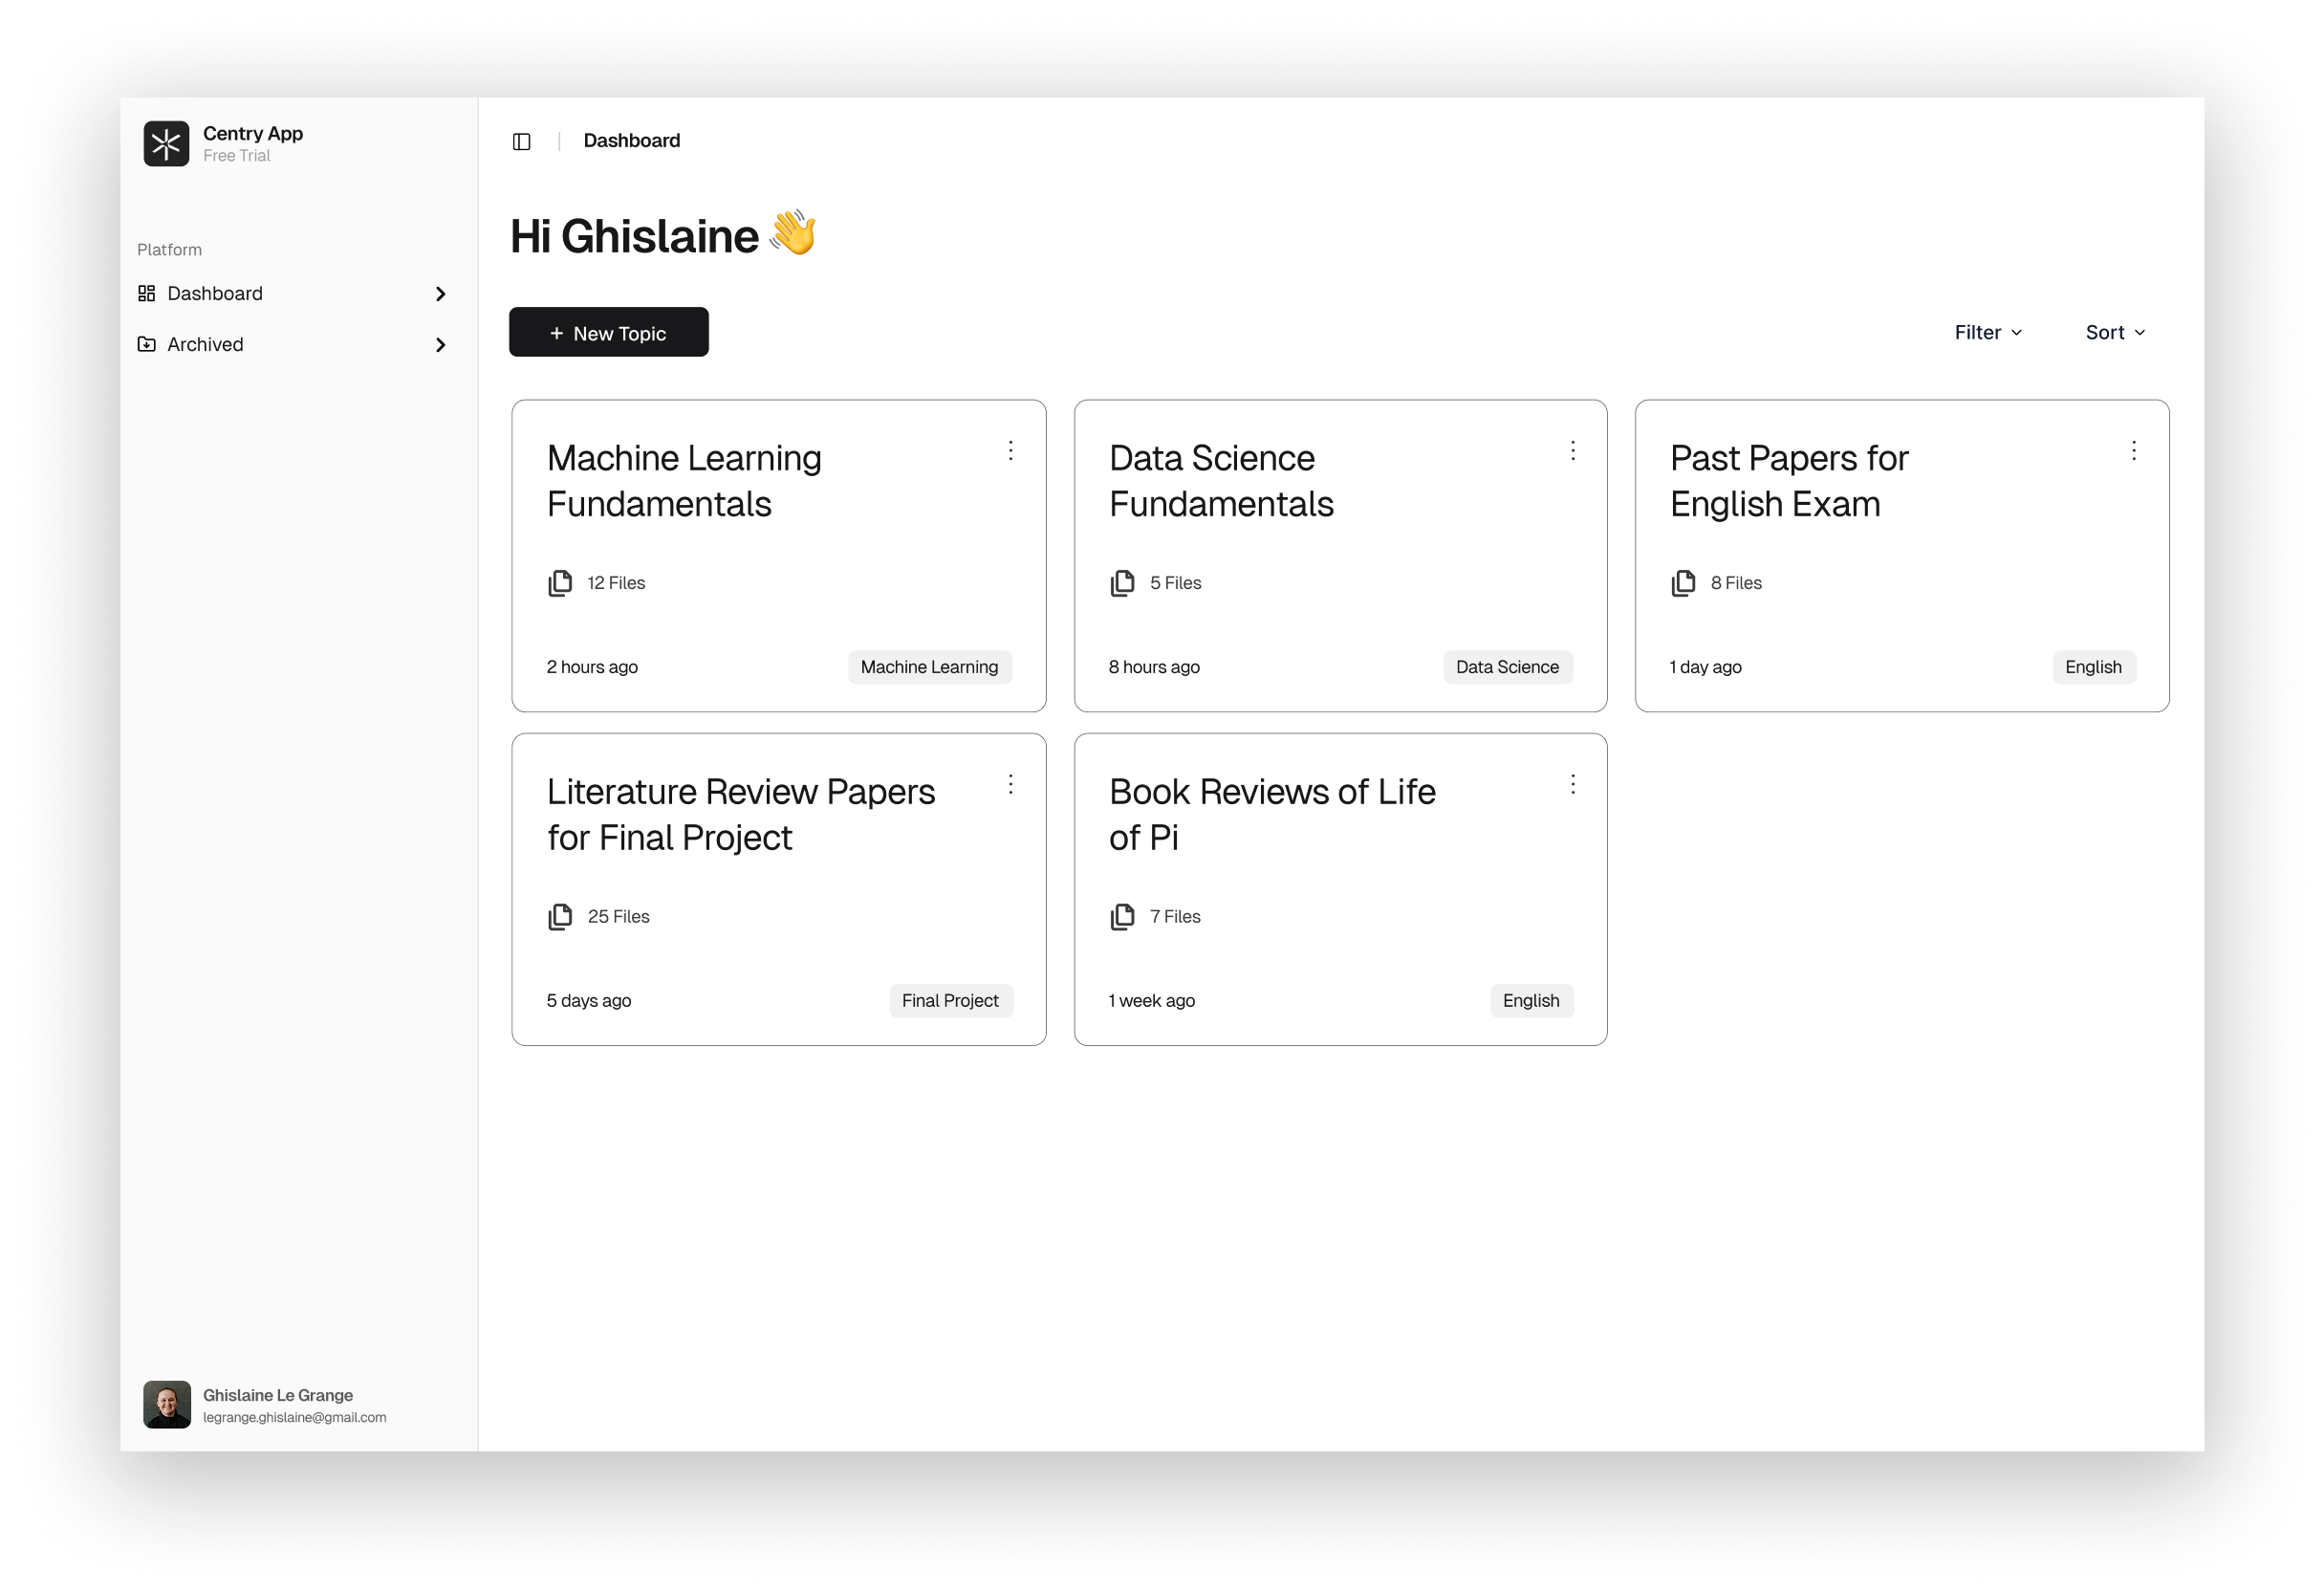 Centry App
Free Trial
Platform
Dashboard
Archived
Ghislaine Le Grange
legrange.ghislaine@gmail.com
Dashboard
Hi Ghislaine 👋
+ New Topic
Filter
Sort
Machine Learning
Fundamentals
12 Files
2 hours ago
Machine Learning
Data Science
Fundamentals
5 Files
8 hours ago
Data Science
Past Papers for
English Exam
8 Files
1 day ago
English
Literature Review Papers
for Final Project
25 Files
5 days ago
Final Project
Book Reviews of Life
of Pi
7 Files
1 week ago
English